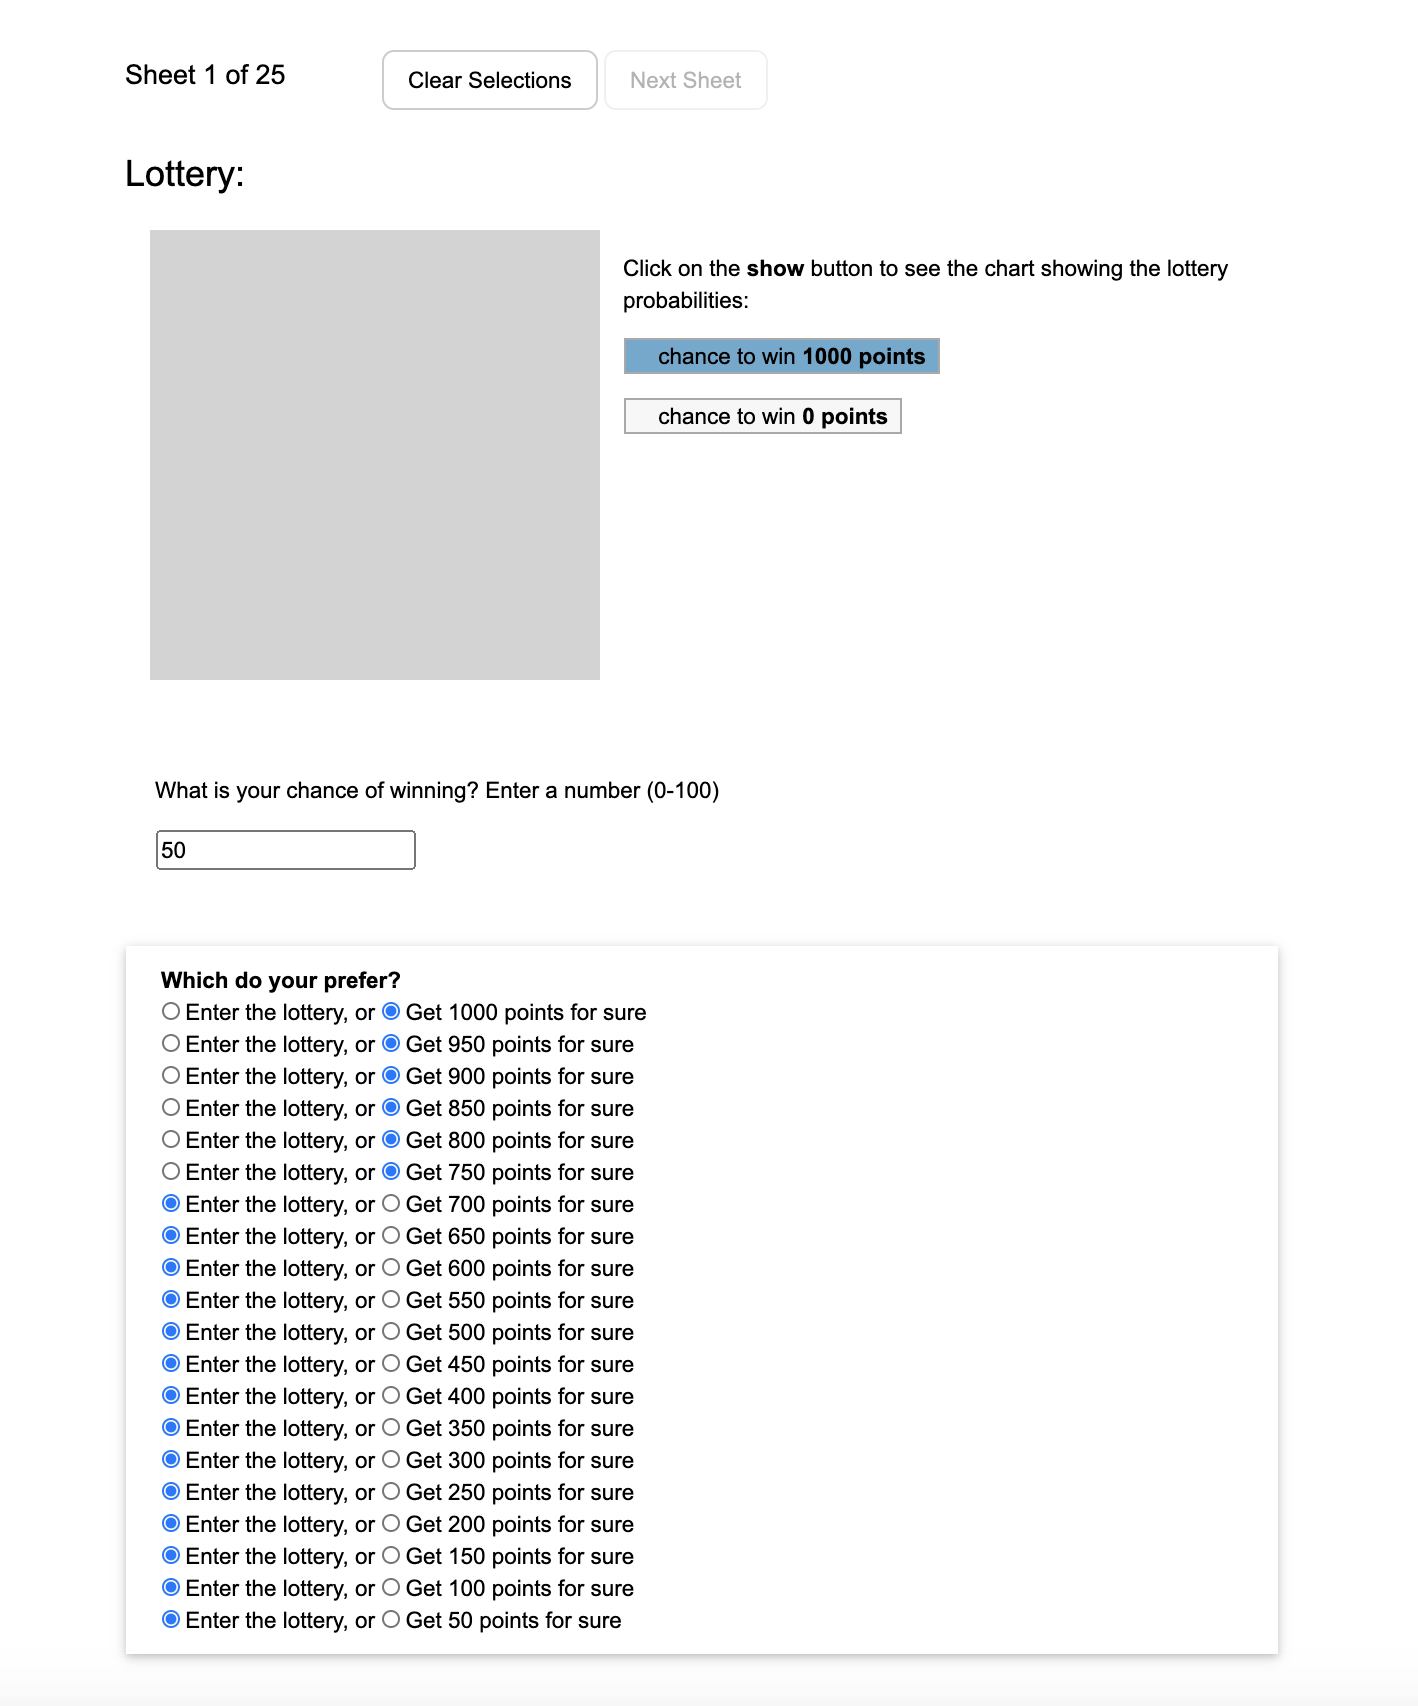 Sheet 1 of 25
Clear Selections
Next Sheet
Lottery:
Click on the show button to see the chart showing the lottery
probabilities:
chance to win 1000 points
chance to win 0 points
What is your chance of winning? Enter a number (0-100)
50
Which do your prefer?
Enter the lottery, or Get 1000 points for sure
Enter the lottery, or Get 950 points for sure
Enter the lottery, or Get 900 points for sure
Enter the lottery, or Get 850 points for sure
Enter the lottery, or Get 800 points for sure
Enter the lottery, or Get 750 points for sure
Enter the lottery, or Get 700 points for sure
Enter the lottery, or Get 650 points for sure
Enter the lottery, or Get 600 points for sure
Enter the lottery, or Get 550 points for sure
Enter the lottery, or Get 500 points for sure
Enter the lottery, or Get 450 points for sure
Enter the lottery, or Get 400 points for sure
Enter the lottery, or Get 350 points for sure
Enter the lottery, or Get 300 points for sure
Enter the lottery, or Get 250 points for sure
Enter the lottery, or Get 200 points for sure
Enter the lottery, or Get 150 points for sure
Enter the lottery, or Get 100 points for sure
Enter the lottery, or Get 50 points for sure